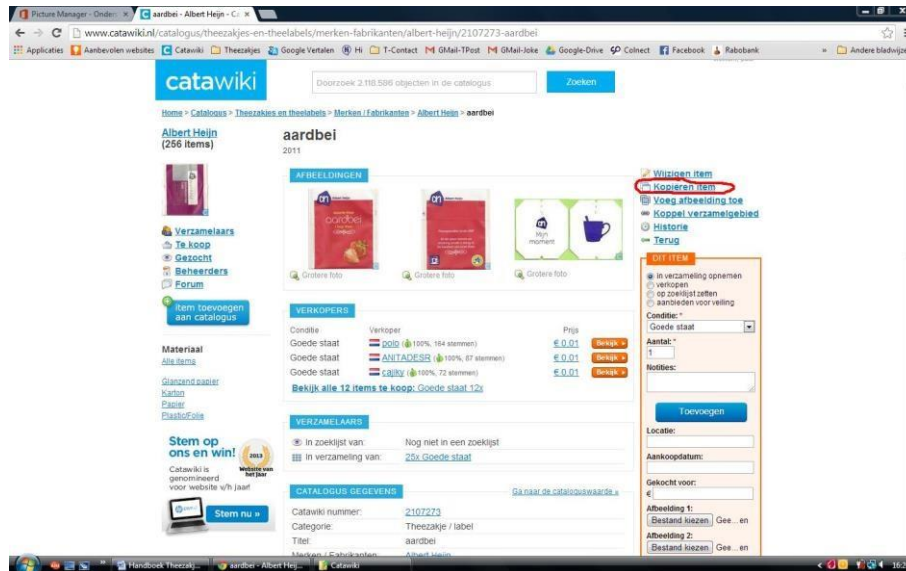 Picture Manager - Onder
aardbei - Albert Heijn - Ca
www.catawiki.nl/catalogus/theezakjes-en-theelabels/merken-fabrikanten/albert-heijn/2107273-aardbei
Applicaties Aanbevolen websites Catawiki Theezakjes Google Vertalen Hi T-Contact GMail-TPost GMail-Joke Google-Drive Colnect Facebook Rabobank » Andere bladwijze
catawiki
Doorzoek 2.118.586 objecten in de catalogus
Zoeken
Home > Catalogus > Theezakjes en theelabels > Merken / Fabrikanten > Albert Heijn > aardbei
Albert Heijn
(256 items)
Verzamelaars
Te koop
Gezocht
Beheerders
Forum
Item toevoegen
aan catalogus
Materiaal
Alle items
Glanzend papier
Karton
Papier
Plastic/Folie
Stem op
ons en win!
2013
Website van
het jaar
Catawiki is
genomineerd
voor website v/h jaar!
Stem nu »
aardbei
2011
AFBEELDINGEN
aardbei
Mijn
moment
Grotere foto
Grotere foto
Grotere foto
VERKOPERS
Conditie Verkoper Prijs
Goede staat polo (100%, 164 stemmen) € 0,01 Bekijk »
Goede staat ANITADESR (100%, 87 stemmen) € 0,01 Bekijk »
Goede staat cajky (100%, 72 stemmen) € 0,01 Bekijk »
Bekijk alle 12 items te koop: Goede staat 12x
VERZAMELAARS
In zoeklijst van: Nog niet in een zoeklijst
In verzameling van: 25x Goede staat
CATALOGUS GEGEVENS
Ga naar de cataloguswaarde »
Catawiki nummer: 2107273
Categorie: Theezakje / label
Titel: aardbei
Merken / Fabrikanten: Albert Heijn
Wijzigen item
Kopiëren item
Voeg afbeelding toe
Koppel verzamelgebied
Historie
Terug
DIT ITEM
in verzameling opnemen
verkopen
op zoeklijst zetten
aanbieden voor veiling
Conditie: *
Goede staat
Aantal: *
1
Notities:
Toevoegen
Locatie:
Aankoopdatum:
Gekocht voor:
€
Afbeelding 1:
Bestand kiezen Gee...en
Afbeelding 2:
Bestand kiezen Gee...en
Handboek Theezakj...
aardbei - Albert Heij...
Catawiki